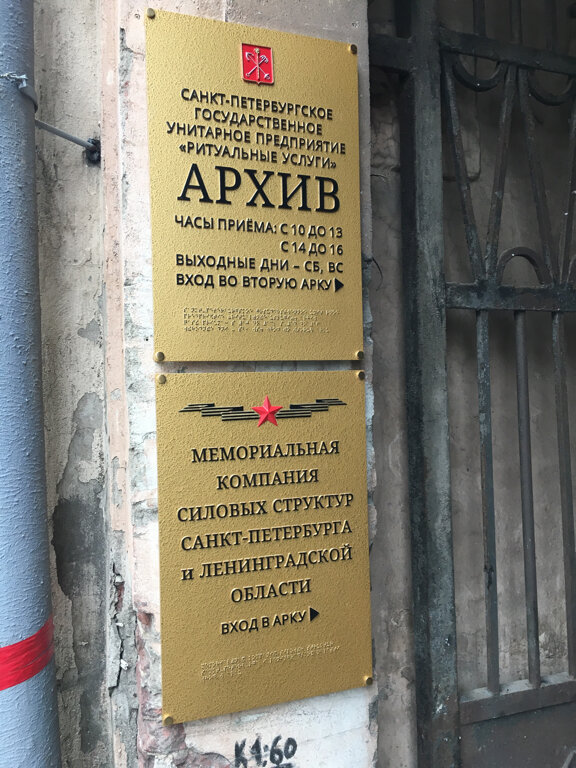 САНКТ-ПЕТЕРБУРГСКОЕ
ГОСУДАРСТВЕННОЕ
УНИТАРНОЕ ПРЕДПРИЯТИЕ
«РИТУАЛЬНЫЕ УСЛУГИ»
АРХИВ
ЧАСЫ ПРИЁМА: С 10 ДО 13
С 14 ДО 16
ВЫХОДНЫЕ ДНИ – СБ, ВС
ВХОД ВО ВТОРУЮ АРКУ▶
МЕМОРИАЛЬНАЯ
КОМПАНИЯ
СИЛОВЫХ СТРУКТУР
САНКТ-ПЕТЕРБУРГА
и ЛЕНИНГРАДСКОЙ
ОБЛАСТИ
ВХОД В АРКУ▶
К1:60